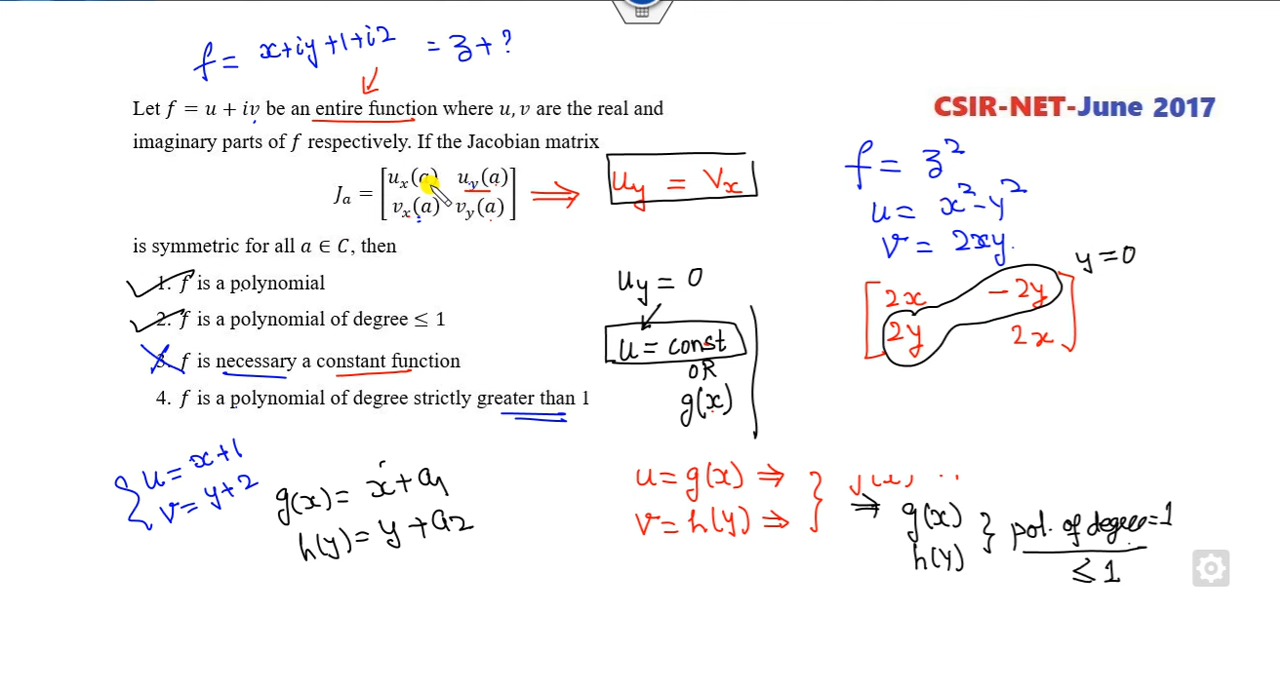 f = x+iy+1+i2 = z+?
Let f = u + iv be an entire function where u, v are the real and
imaginary parts of f respectively. If the Jacobian matrix
J_a = [u_x(a) u_y(a)
v_x(a) v_y(a)] ⇒ u_y = v_x
is symmetric for all a ∈ C, then
1. f is a polynomial
2. f is a polynomial of degree ≤ 1
3. f is necessary a constant function
4. f is a polynomial of degree strictly greater than 1
CSIR-NET-June 2017
f = z²
u = x²-y²
v = 2xy.
y=0
[2x -2y
2y 2x]
u_y = 0
u = const
OR
g(x)
{ u = x+1
v = y+2
g(x) = x+a₁
h(y) = y+a₂
u = g(x) ⇒
v = h(y) ⇒ }
⇒ g(x)
h(y) } pol. of degree=1
≤ 1